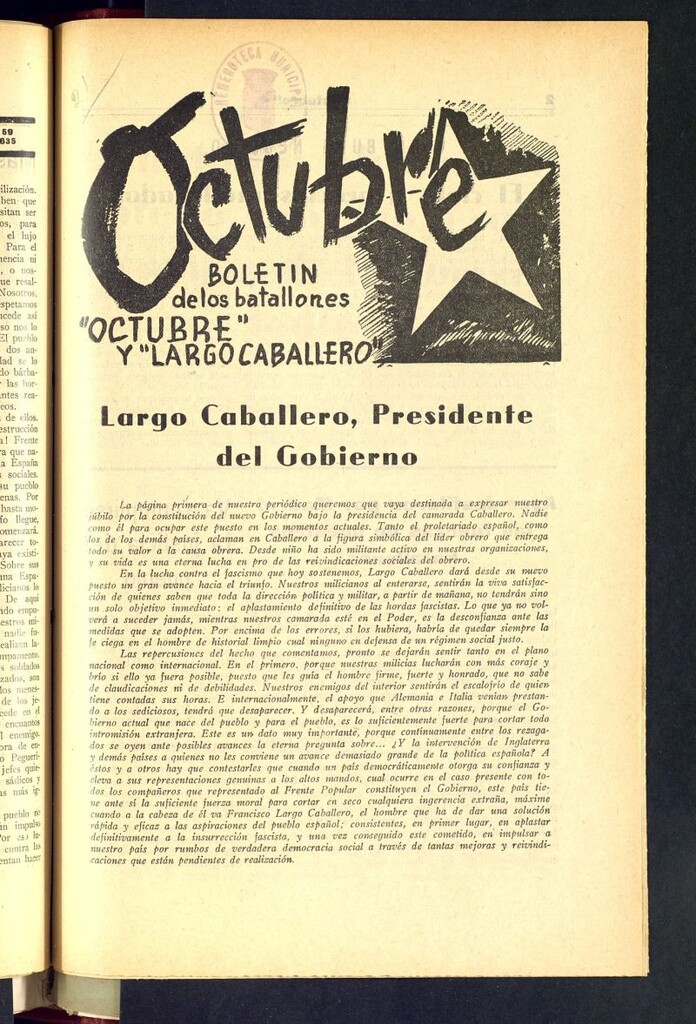 HEMEROTECA MUNICIPAL
Octubre
BOLETIN
de los batallones
"OCTUBRE"
Y "LARGO CABALLERO"
Largo Caballero, Presidente
del Gobierno
La página primera de nuestro periódico queremos que vaya destinada a expresar nuestro
júbilo por la constitución del nuevo Gobierno bajo la presidencia del camarada Caballero. Nadie
como él para ocupar este puesto en los momentos actuales. Tanto el proletariado español, como
los de los demás países, aclaman en Caballero a la figura simbólica del líder obrero que entrega
todo su valor a la causa obrera. Desde niño ha sido militante activo en nuestras organizaciones,
y su vida es una eterna lucha en pro de las reivindicaciones sociales del obrero.
En la lucha contra el fascismo que hoy sostenemos, Largo Caballero dará desde su nuevo
puesto un gran avance hacia el triunfo. Nuestros milicianos al enterarse, sentirán la viva satisfac-
ción de quienes saben que toda la dirección política y militar, a partir de mañana, no tendrán sino
un solo objetivo inmediato: el aplastamiento definitivo de las hordas fascistas. Lo que ya no vol-
verá a suceder jamás, mientras nuestros camarada esté en el Poder, es la desconfianza ante las
medidas que se adopten. Por encima de los errores, si los hubiera, habría de quedar siempre la
fe ciega en el hombre de historial limpio cual ninguno en defensa de un régimen social justo.
Las repercusiones del hecho que comentamos, pronto se dejarán sentir tanto en el plano
nacional como internacional. En el primero, porque nuestras milicias lucharán con más coraje y
brío si ello ya fuera posible, puesto que les guía el hombre firme, fuerte y honrado, que no sabe
de claudicaciones ni de debilidades. Nuestros enemigos del interior sentirán el escalofrío de quien
tiene contadas sus horas. E internacionalmente, el apoyo que Alemania e Italia venían prestan-
do a los sediciosos, tendrá que desaparecer. Y desaparecerá, entre otras razones, porque el Go-
bierno actual que nace del pueblo y para el pueblo, es lo suficientemente fuerte para cortar todo
intromisión extranjera. Este es un dato muy importante, porque continuamente entre los rezaga-
dos se oyen ante posibles avances la eterna pregunta sobre... ¿Y la intervención de Inglaterra
y demás países a quienes no les conviene un avance demasiado grande de la política española? A
éstos y a otros hay que contestarles que cuando un país democráticamente otorga su confianza y
eleva a sus representaciones genuinas a los altos mandos, cual ocurre en el caso presente con to-
dos los compañeros que representado al Frente Popular constituyen el Gobierno, este país tie-
ne ante sí la suficiente fuerza moral para cortar en seco cualquiera ingerencia extraña, máxime
cuando a la cabeza de él va Francisco Largo Caballero, el hombre que ha de dar una solución
rápida y eficaz a las aspiraciones del pueblo español; consistentes, en primer lugar, en aplastar
definitivamente a la insurrección fascista, y una vez conseguido este cometido, en impulsar a
nuestro país por rumbos de verdadera democracia social a través de tantas mejoras y reivindi-
caciones que están pendientes de realización.